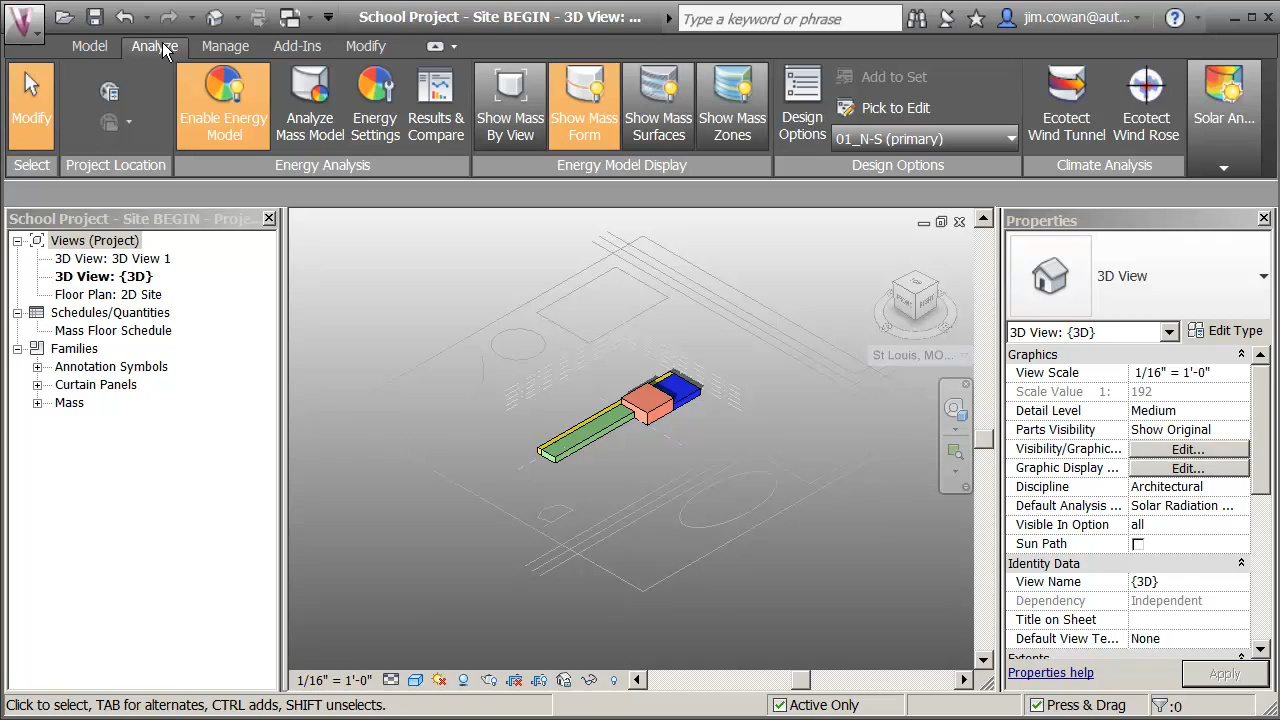 School Project - Site BEGIN - 3D View: ...
Type a keyword or phrase
jim.cowan@aut...
Model
Analyze
Manage
Add-Ins
Modify
Modify
Enable Energy Model
Analyze Mass Model
Energy Settings
Results & Compare
Show Mass By View
Show Mass Form
Show Mass Surfaces
Show Mass Zones
Design Options
Add to Set
Pick to Edit
01_N-S (primary)
Ecotect Wind Tunnel
Ecotect Wind Rose
Solar An...
Select
Project Location
Energy Analysis
Energy Model Display
Design Options
Climate Analysis
School Project - Site BEGIN - Proje...
Views (Project)
3D View: 3D View 1
3D View: {3D}
Floor Plan: 2D Site
Schedules/Quantities
Mass Floor Schedule
Families
Annotation Symbols
Curtain Panels
Mass
St Louis, MO...
Properties
3D View
3D View: {3D}
Edit Type
Graphics
View Scale 1/16" = 1'-0"
Scale Value 1: 192
Detail Level Medium
Parts Visibility Show Original
Visibility/Graphic... Edit...
Graphic Display ... Edit...
Discipline Architectural
Default Analysis ... Solar Radiation ...
Visible In Option all
Sun Path
Identity Data
View Name {3D}
Dependency Independent
Title on Sheet
Default View Te... None
Properties help
Apply
1/16" = 1'-0"
Click to select, TAB for alternates, CTRL adds, SHIFT unselects.
Active Only
Press & Drag
:0